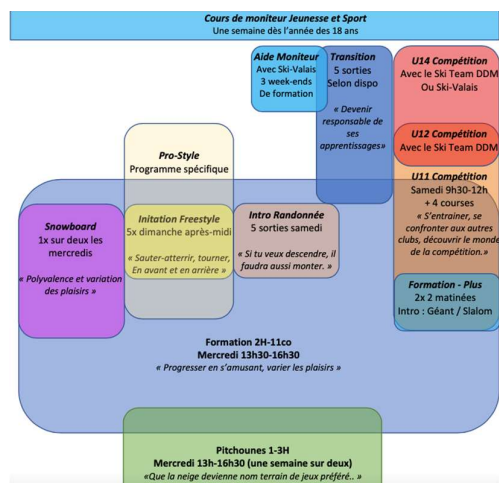 Cours de moniteur Jeunesse et Sport
Une semaine dès l'année des 18 ans
Aide Moniteur
Avec Ski-Valais
3 week-ends
De formation
Transition
5 sorties
Selon dispo
« Devenir
responsable de
ses
apprentissages»
U14 Compétition
Avec le Ski Team DDM
Ou Ski-Valais
U12 Compétition
Avec le Ski Team DDM
U11 Compétition
Samedi 9h30-12h
+ 4 courses
« S'entrainer, se
confronter aux autres
clubs, découvrir le monde
de la compétition.»
Pro-Style
Programme spécifique
Snowboard
1x sur deux les
mercredis
« Polyvalence et variation
des plaisirs »
Initation Freestyle
5x dimanche après-midi
« Sauter-atterrir, tourner,
En avant et en arrière »
Intro Randonnée
5 sorties samedi
« Si tu veux descendre, il
faudra aussi monter. »
Formation - Plus
2x 2 matinées
Intro : Géant / Slalom
Formation 2H-11co
Mercredi 13h30-16h30
« Progresser en s'amusant, varier les plaisirs »
Pitchounes 1-3H
Mercredi 13h-16h30 (une semaine sur deux)
«Que la neige devienne nom terrain de jeux préféré.. »